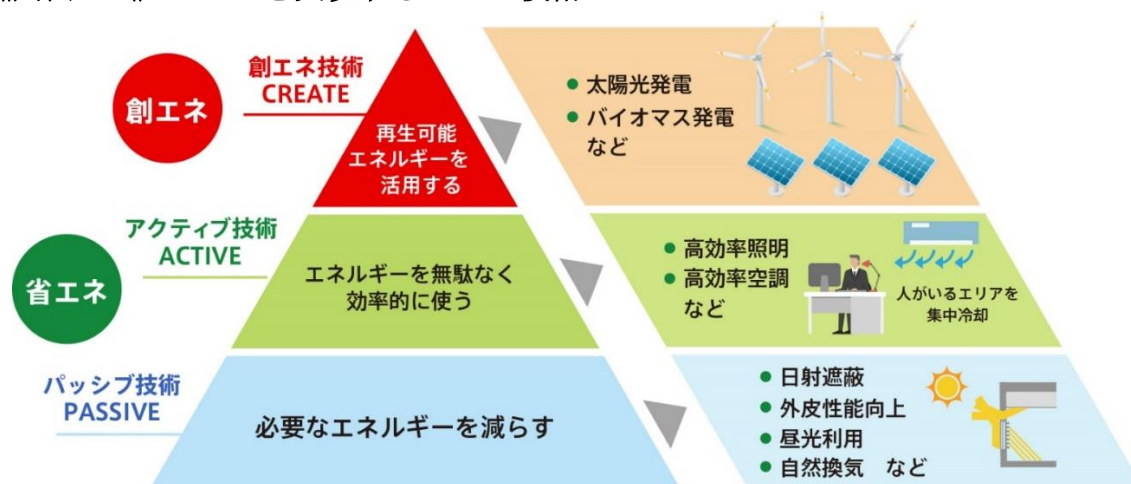 創エネ
創エネ技術
CREATE
再生可能
エネルギーを
活用する
● 太陽光発電
● バイオマス発電
など
省エネ
アクティブ技術
ACTIVE
エネルギーを無駄なく
効率的に使う
● 高効率照明
● 高効率空調
など
人がいるエリアを
集中冷却
パッシブ技術
PASSIVE
必要なエネルギーを減らす
● 日射遮蔽
● 外皮性能向上
● 昼光利用
● 自然換気 など